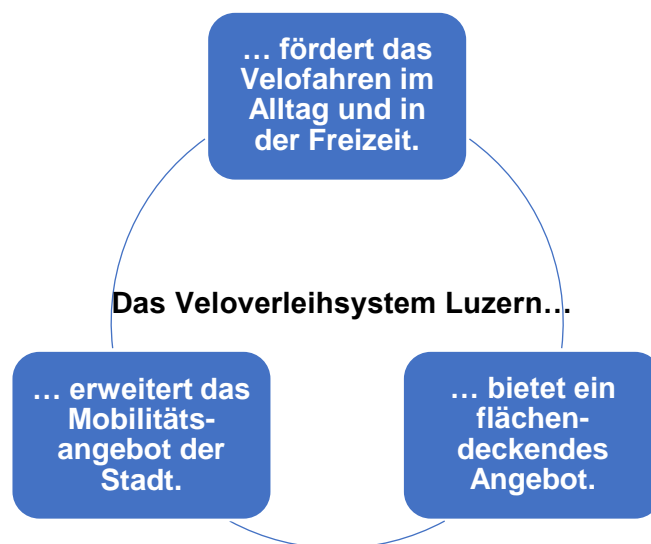 … fördert das
Velofahren im
Alltag und in
der Freizeit.
Das Veloverleihsystem Luzern…
… erweitert das
Mobilitäts-
angebot der
Stadt.
… bietet ein
flächen-
deckendes
Angebot.